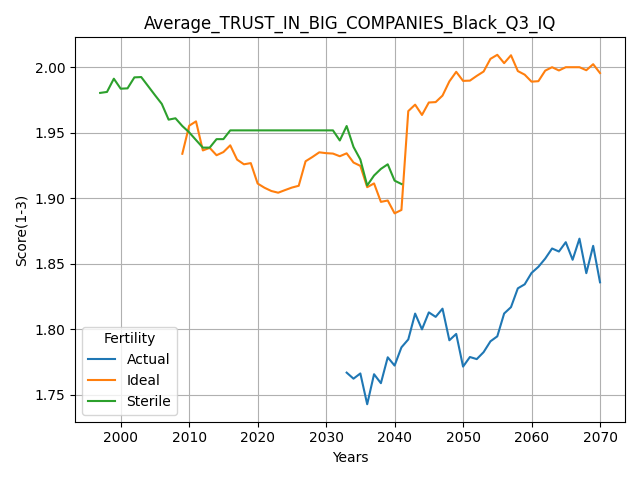 Average_TRUST_IN_BIG_COMPANIES_Black_Q3_IQ
Score(1-3)
2.00
1.95
1.90
1.85
1.80
1.75
Fertility
Actual
Ideal
Sterile
2000 2010 2020 2030 2040 2050 2060 2070
Years